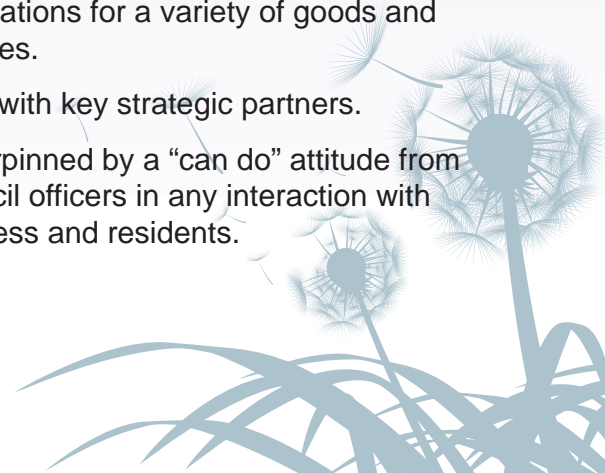 ations for a variety of goods and
es.
with key strategic partners.
rpinned by a “can do” attitude from
cil officers in any interaction with
ess and residents.